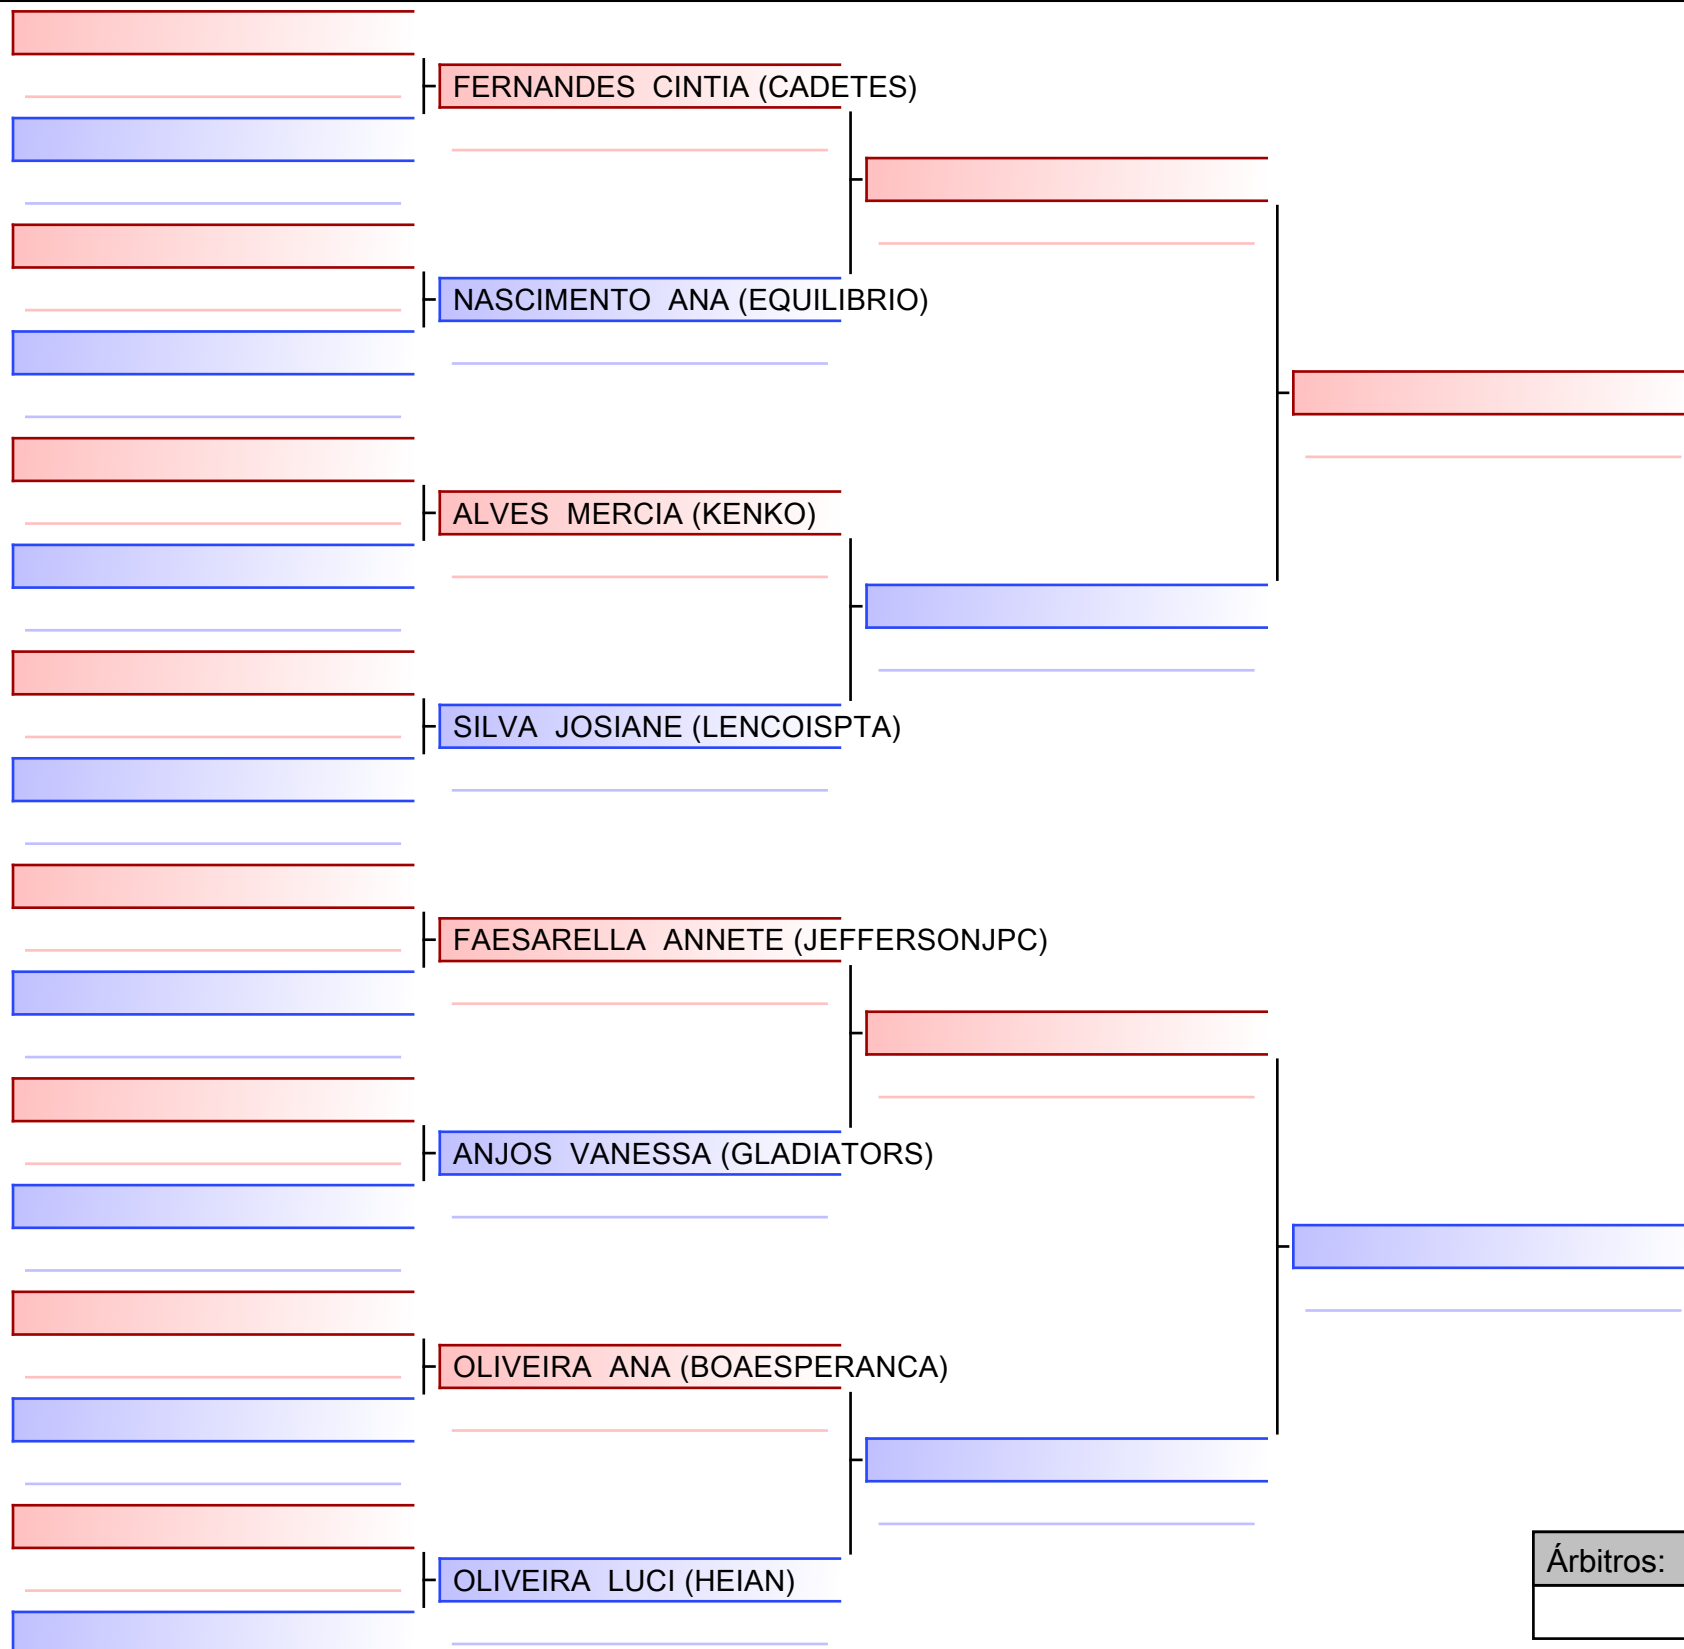 FERNANDES  CINTIA (CADETES)
NASCIMENTO  ANA (EQUILIBRIO)
ALVES  MERCIA (KENKO)
SILVA  JOSIANE (LENCOISPTA)
FAESARELLA  ANNETE (JEFFERSONJPC)
ANJOS  VANESSA (GLADIATORS)
OLIVEIRA  ANA (BOAESPERANCA)
OLIVEIRA  LUCI (HEIAN)
Árbitros: